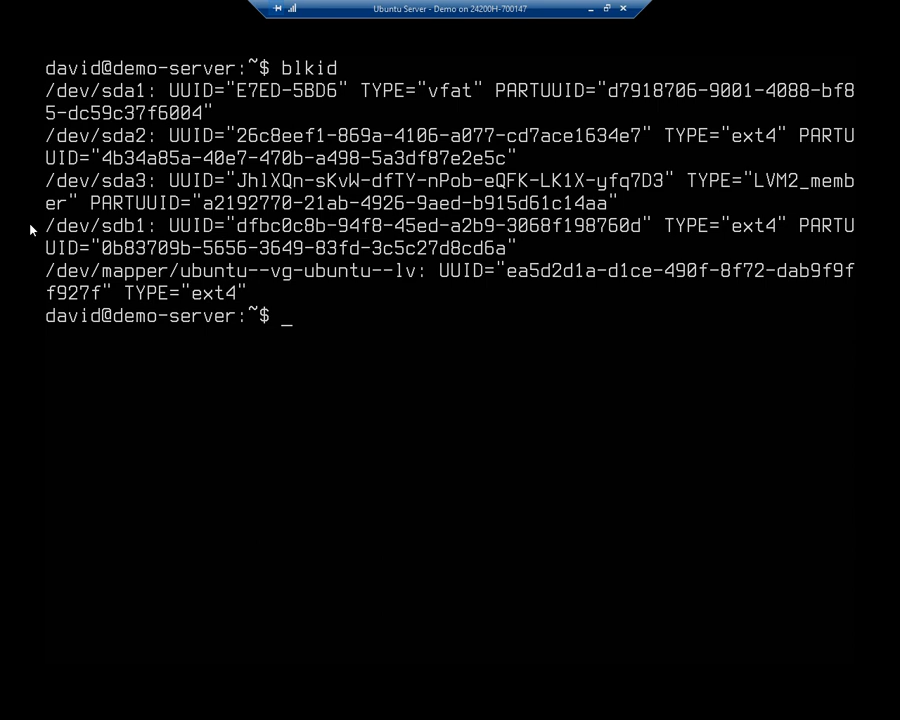 Ubuntu Server - Demo on 24200H-700147
david@demo-server:~$ blkid
/dev/sda1: UUID="E7ED-5BD6" TYPE="vfat" PARTUUID="d7918706-9001-4088-bf8
5-dc59c37f6004"
/dev/sda2: UUID="26c8eef1-869a-4106-a077-cd7ace1634e7" TYPE="ext4" PARTU
UID="4b34a85a-40e7-470b-a498-5a3df87e2e5c"
/dev/sda3: UUID="JhlXQn-sKvW-dfTY-nPob-eQFK-LK1X-yfq7D3" TYPE="LVM2_memb
er" PARTUUID="a2192770-21ab-4926-9aed-b915d61c14aa"
/dev/sdb1: UUID="dfbc0c8b-94f8-45ed-a2b9-3068f198760d" TYPE="ext4" PARTU
UID="0b83709b-5656-3649-83fd-3c5c27d8cd6a"
/dev/mapper/ubuntu--vg-ubuntu--lv: UUID="ea5d2d1a-d1ce-490f-8f72-dab9f9f
f927f" TYPE="ext4"
david@demo-server:~$ _